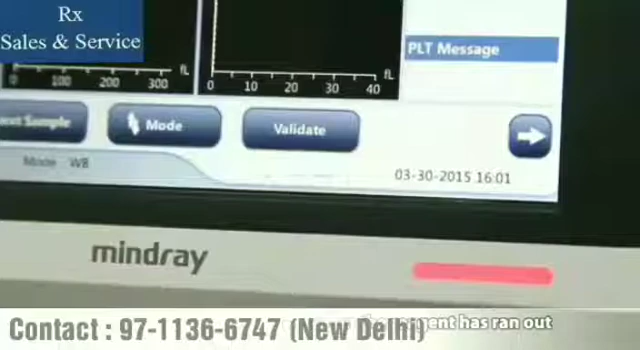 Rx
Sales & Service
PLT Message
fL
0 100 200 300
fL
0 10 20 30 40
Sample
Mode
Validate
Mode WB
03-30-2015 16:01
mindray
has ran out
Contact : 97-1136-6747 (New Delhi)